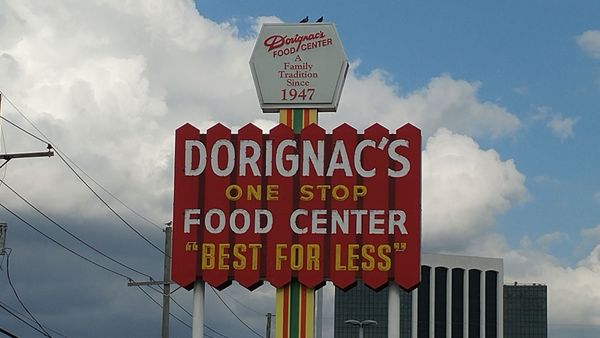 Dorignac's
FOOD CENTER
A
Family
Tradition
Since
1947
DORIGNAC'S
ONE STOP
FOOD CENTER
"BEST FOR LESS"